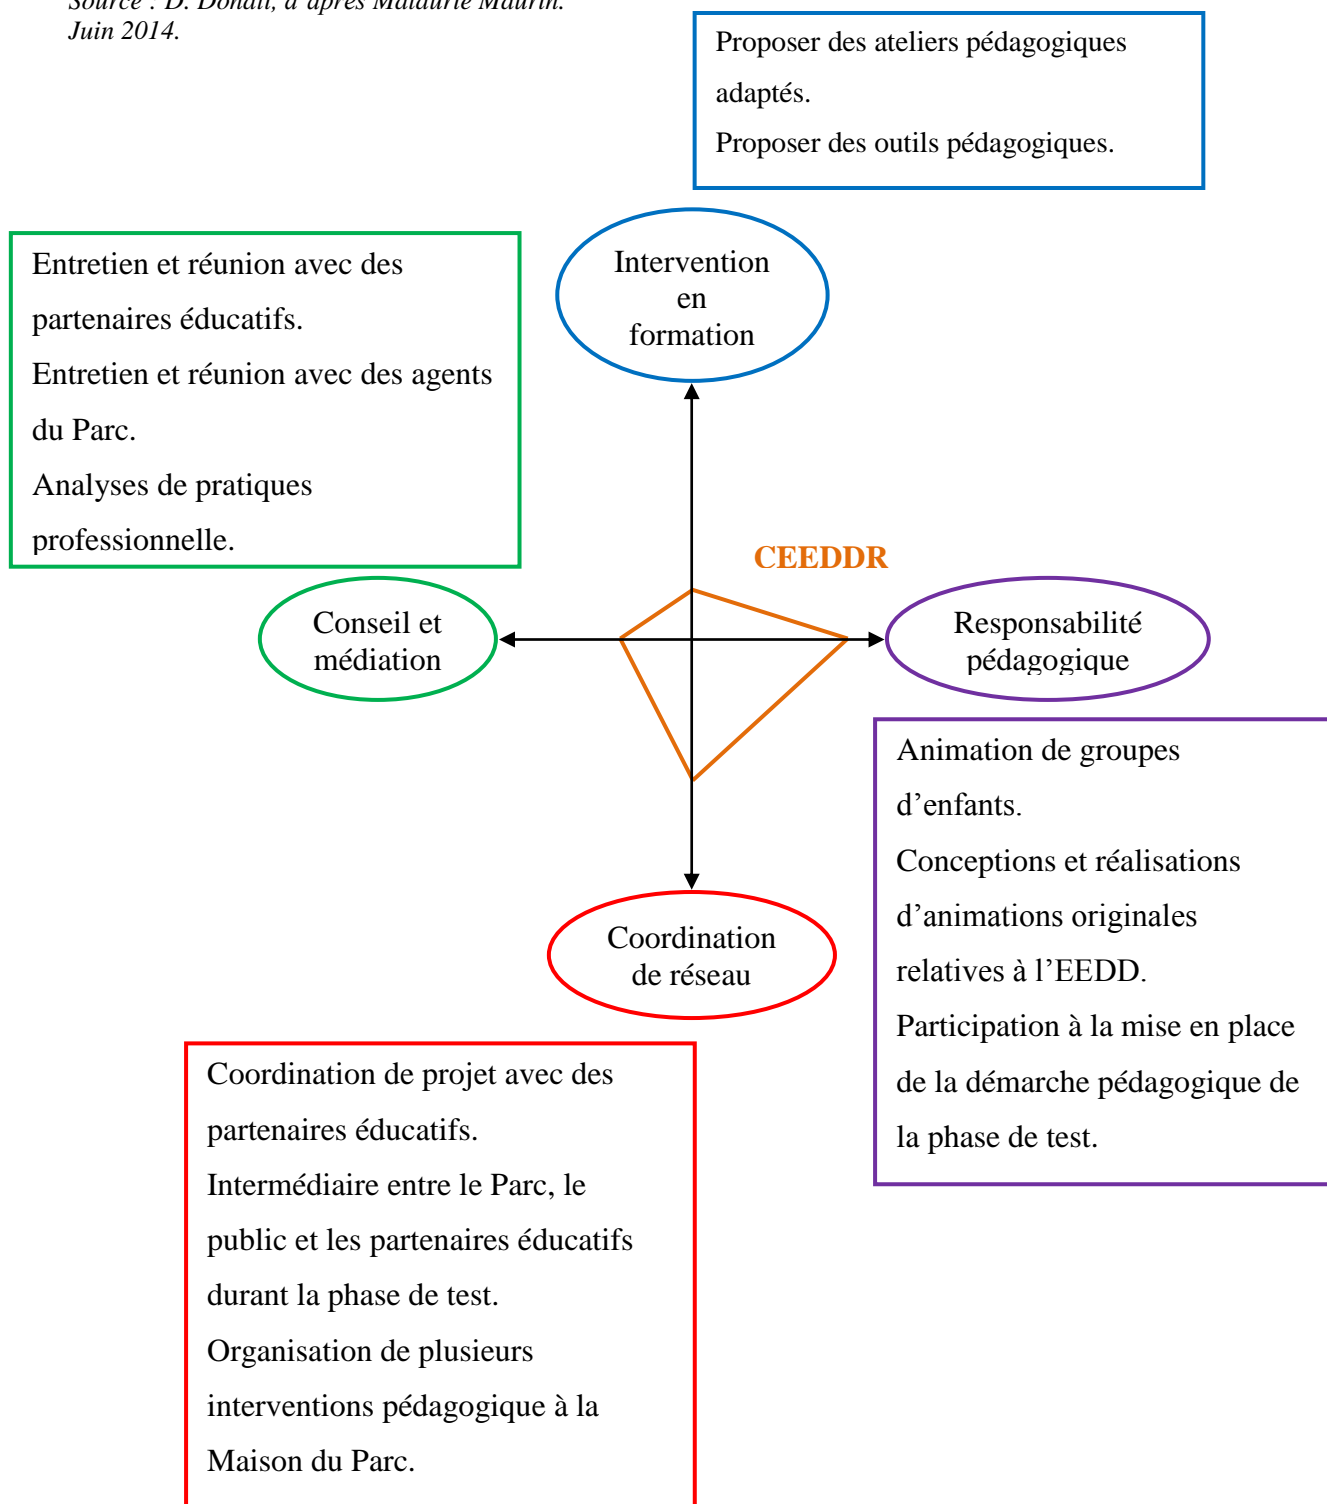 Juin 2014.
Proposer des ateliers pédagogiques
adaptés.
Proposer des outils pédagogiques.
Intervention
en
formation
Entretien et réunion avec des
partenaires éducatifs.
Entretien et réunion avec des agents
du Parc.
Analyses de pratiques
professionnelle.
CEEDDR
Conseil et
médiation
Responsabilité
pédagogique
Animation de groupes
d’enfants.
Conceptions et réalisations
d’animations originales
relatives à l’EEDD.
Participation à la mise en place
de la démarche pédagogique de
la phase de test.
Coordination
de réseau
Coordination de projet avec des
partenaires éducatifs.
Intermédiaire entre le Parc, le
public et les partenaires éducatifs
durant la phase de test.
Organisation de plusieurs
interventions pédagogique à la
Maison du Parc.